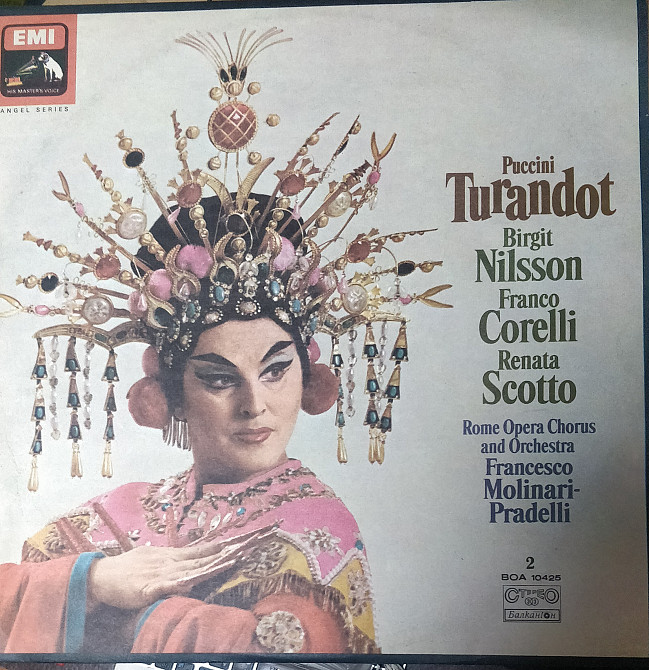 EMI
HIS MASTER'S VOICE
ANGEL SERIES
Puccini
Turandot
Birgit
Nilsson
Franco
Corelli
Renata
Scotto
Rome Opera Chorus
and Orchestra
Francesco
Molinari-
Pradelli
2
BOA 10425
СТЕРЕО
Балкантон